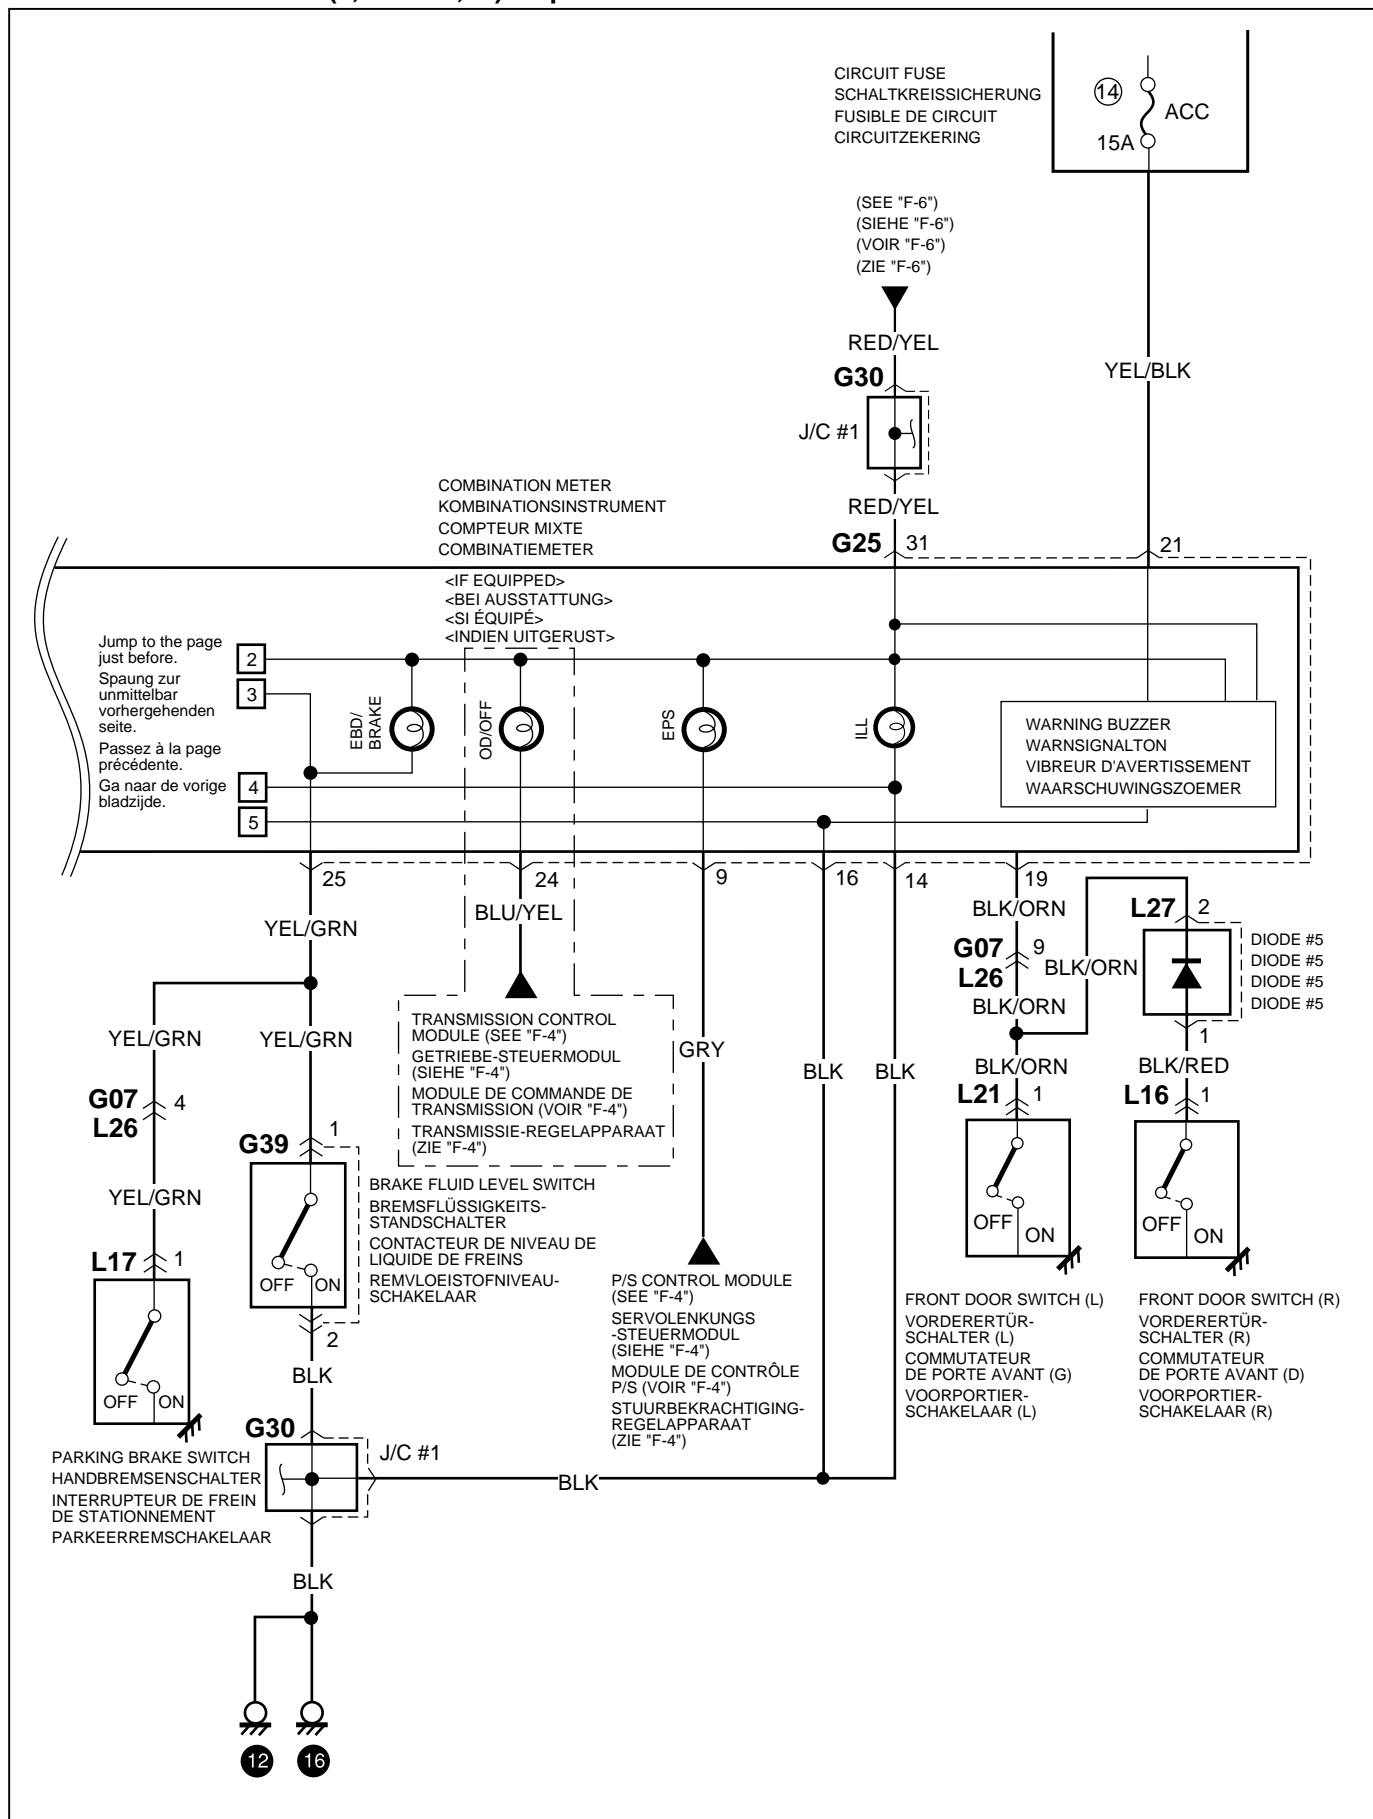 CIRCUIT FUSE
SCHALTKREISSICHERUNG
FUSIBLE DE CIRCUIT
CIRCUITZEKERING
14
ACC
15A
(SEE "F-6")
(SIEHE "F-6")
(VOIR "F-6")
(ZIE "F-6")
RED/YEL
YEL/BLK
G30
J/C #1
RED/YEL
G25
31
21
COMBINATION METER
KOMBINATIONSINSTRUMENT
COMPTEUR MIXTE
COMBINATIEMETER
<IF EQUIPPED>
<BEI AUSSTATTUNG>
<SI ÉQUIPÉ>
<INDIEN UITGERUST>
Jump to the page
just before.
Spaung zur
unmittelbar
vorhergehenden
seite.
Passez à la page
précédente.
Ga naar de vorige
bladzijde.
2
3
4
5
EBD/
BRAKE
OD/OFF
EPS
ILL
WARNING BUZZER
WARNSIGNALTON
VIBREUR D'AVERTISSEMENT
WAARSCHUWINGSZOEMER
25
24
9
16
14
19
YEL/GRN
BLU/YEL
BLK/ORN
G07
L26
9
BLK/ORN
BLK/ORN
L27
2
DIODE #5
DIODE #5
DIODE #5
DIODE #5
1
YEL/GRN
YEL/GRN
TRANSMISSION CONTROL
MODULE (SEE "F-4")
GETRIEBE-STEUERMODUL
(SIEHE "F-4")
MODULE DE COMMANDE DE
TRANSMISSION (VOIR "F-4")
TRANSMISSIE-REGELAPPARAAT
(ZIE "F-4")
GRY
BLK
BLK
BLK/ORN
BLK/RED
G07
L26
4
G39
1
L21
1
L16
1
YEL/GRN
BRAKE FLUID LEVEL SWITCH
BREMSFLÜSSIGKEITS-
STANDSCHALTER
CONTACTEUR DE NIVEAU DE
LIQUIDE DE FREINS
REMVLOEISTOFNIVEAU-
SCHAKELAAR
OFF
ON
OFF
ON
OFF
ON
L17
1
2
BLK
P/S CONTROL MODULE
(SEE "F-4")
SERVOLENKUNGS
-STEUERMODUL
(SIEHE "F-4")
MODULE DE CONTRÔLE
P/S (VOIR "F-4")
STUURBEKRACHTIGING-
REGELAPPARAAT
(ZIE "F-4")
FRONT DOOR SWITCH (L)
VORDERERTÜR-
SCHALTER (L)
COMMUTATEUR
DE PORTE AVANT (G)
VOORPORTIER-
SCHAKELAAR (L)
FRONT DOOR SWITCH (R)
VORDERERTÜR-
SCHALTER (R)
COMMUTATEUR
DE PORTE AVANT (D)
VOORPORTIER-
SCHAKELAAR (R)
OFF
ON
PARKING BRAKE SWITCH
HANDBREMSENSCHALTER
INTERRUPTEUR DE FREIN
DE STATIONNEMENT
PARKEERREMSCHAKELAAR
G30
J/C #1
BLK
BLK
12
16